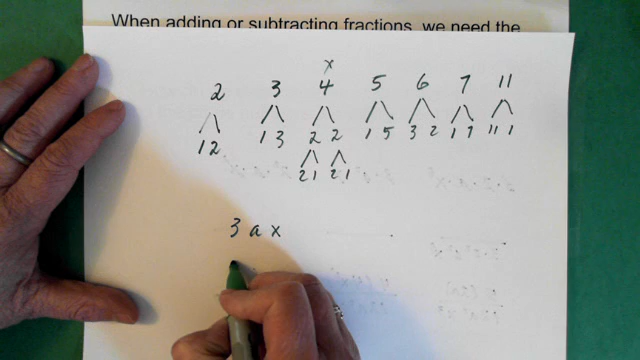 When adding or subtracting fractions, we need the
x
2 3 4 5 6 7 11
1 2 1 3 2 2 1 5 3 2 1 7 11 1
2 1 2 1
3 a x